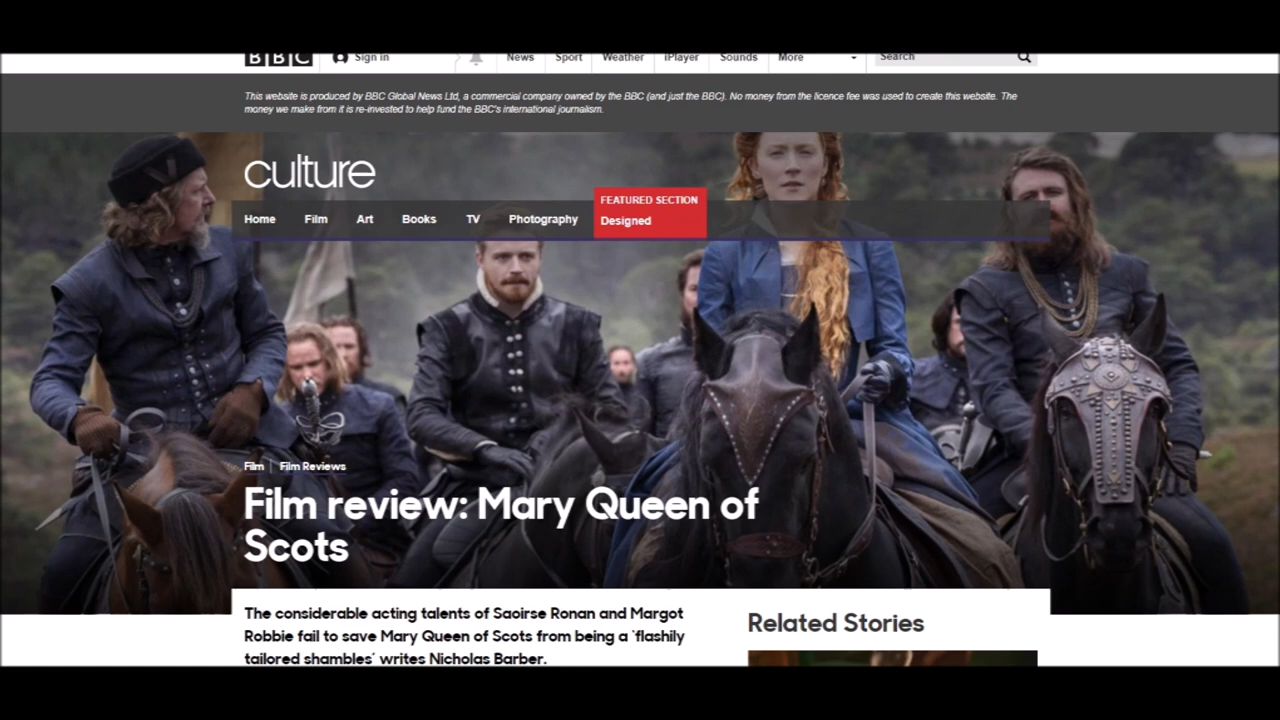 BBC Sign in News Sport Weather iPlayer Sounds More Search
This website is produced by BBC Global News Ltd, a commercial company owned by the BBC (and just the BBC). No money from the licence fee was used to create this website. The
money we make from it is re-invested to help fund the BBC's international journalism.
culture
FEATURED SECTION
Home Film Art Books TV Photography Designed
Film | Film Reviews
Film review: Mary Queen of
Scots
The considerable acting talents of Saoirse Ronan and Margot
Robbie fail to save Mary Queen of Scots from being a ‘flashily
tailored shambles’ writes Nicholas Barber.
Related Stories